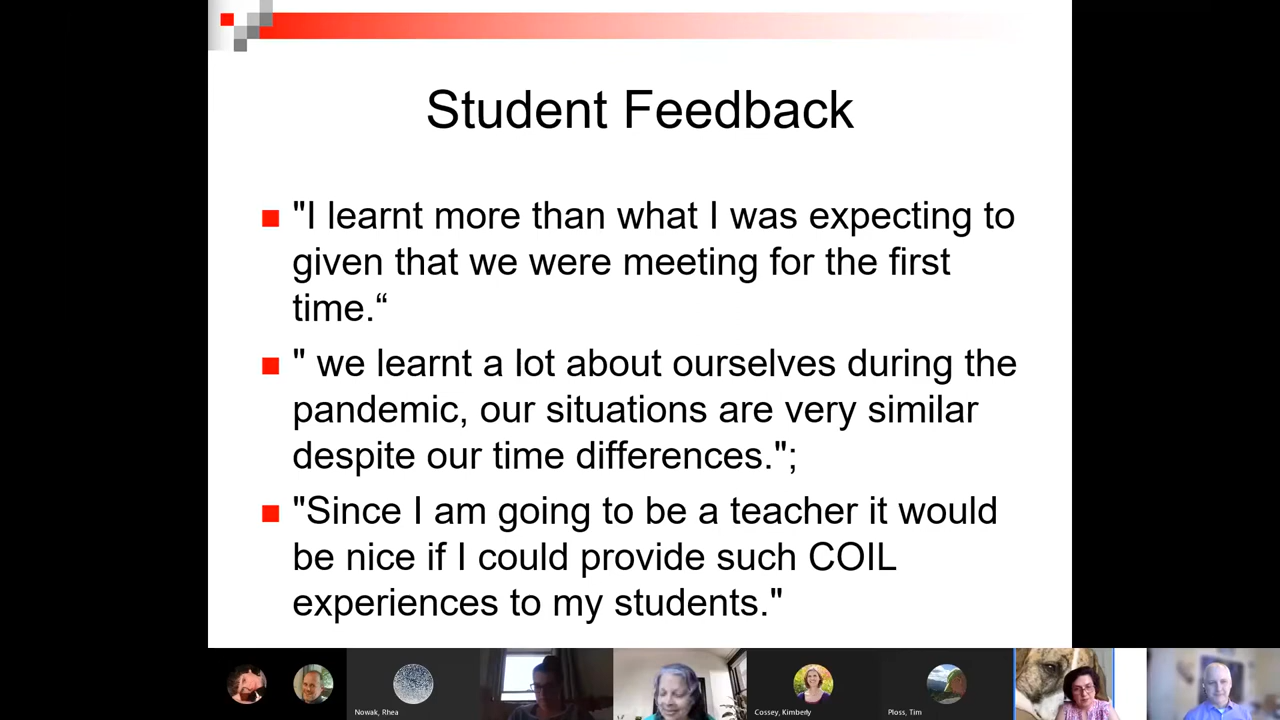 Student Feedback
"I learnt more than what I was expecting to
given that we were meeting for the first
time.“
" we learnt a lot about ourselves during the
pandemic, our situations are very similar
despite our time differences.";
"Since I am going to be a teacher it would
be nice if I could provide such COIL
experiences to my students."
Nowak, Rhea
Cossey, Kimberly
Ploss, Tim